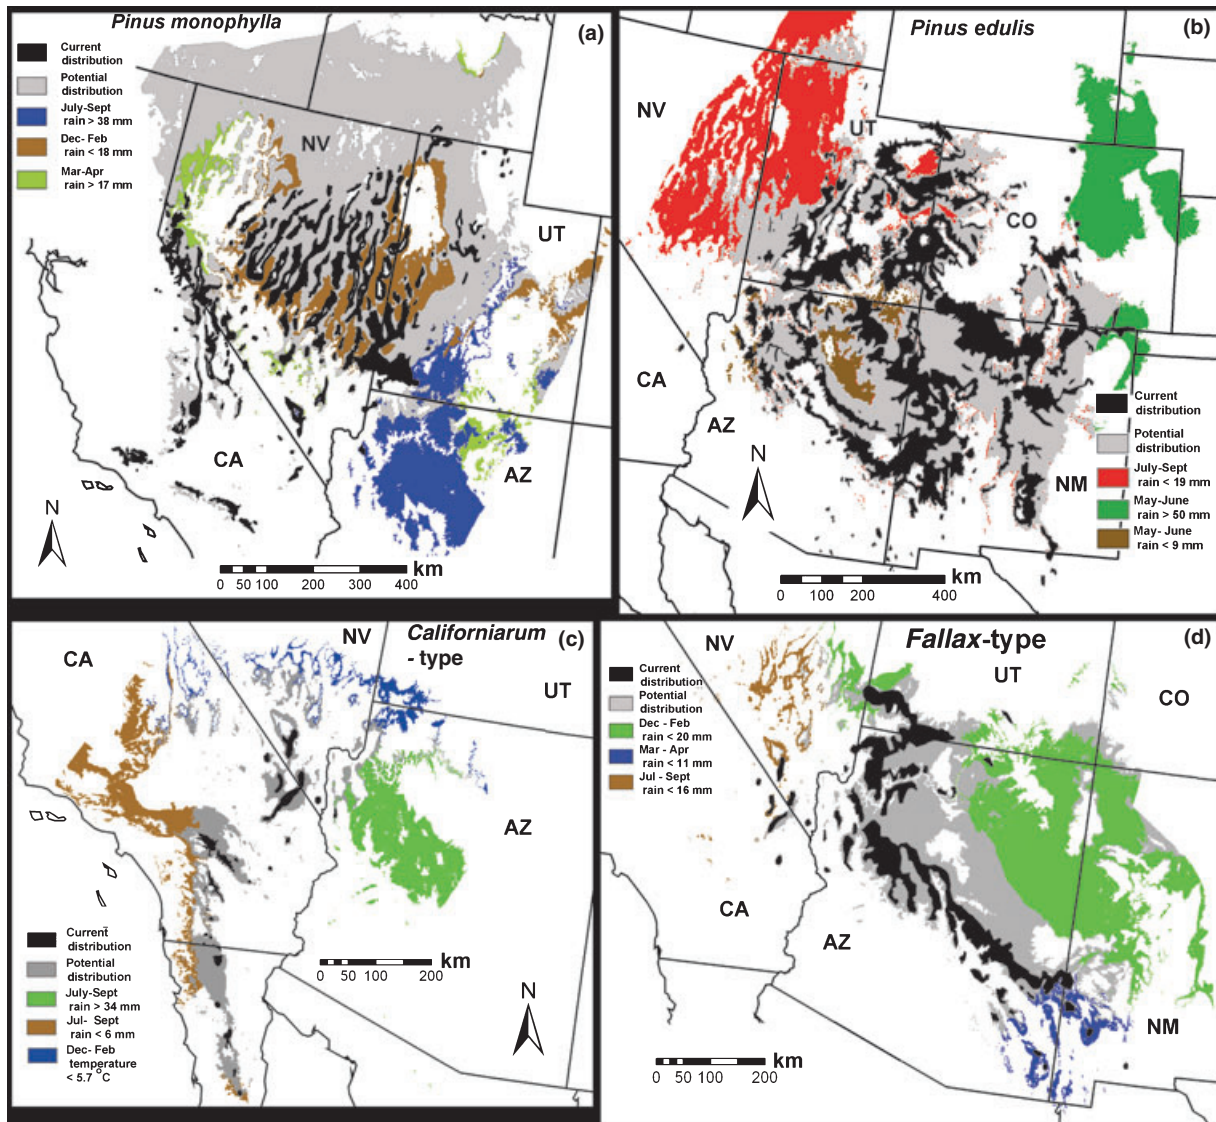 Pinus monophylla
(a)
Current
distribution
Potential
distribution
July-Sept
rain > 38 mm
Dec- Feb
rain < 18 mm
Mar-Apr
rain > 17 mm
NV
UT
CA
AZ
N
km
0 50 100 200 300 400
Pinus edulis
(b)
NV
UT
CO
CA
AZ
NM
N
Current
distribution
Potential
distribution
July-Sept
rain < 19 mm
May-June
rain > 50 mm
May- June
rain < 9 mm
km
0 100 200 400
Californiarum
- type
(c)
CA
NV
UT
AZ
Current
distribution
Potential
distribution
July-Sept
rain > 34 mm
Jul- Sept
rain < 6 mm
Dec- Feb
temperature
< 5.7 °C
km
0 50 100 200
N
Fallax-type
(d)
NV
UT
CO
CA
AZ
NM
Current
distribution
Potential
distribution
Dec - Feb
rain < 20 mm
Mar - Apr
rain < 11 mm
Jul - Sept
rain < 16 mm
km
0 50 100 200
N